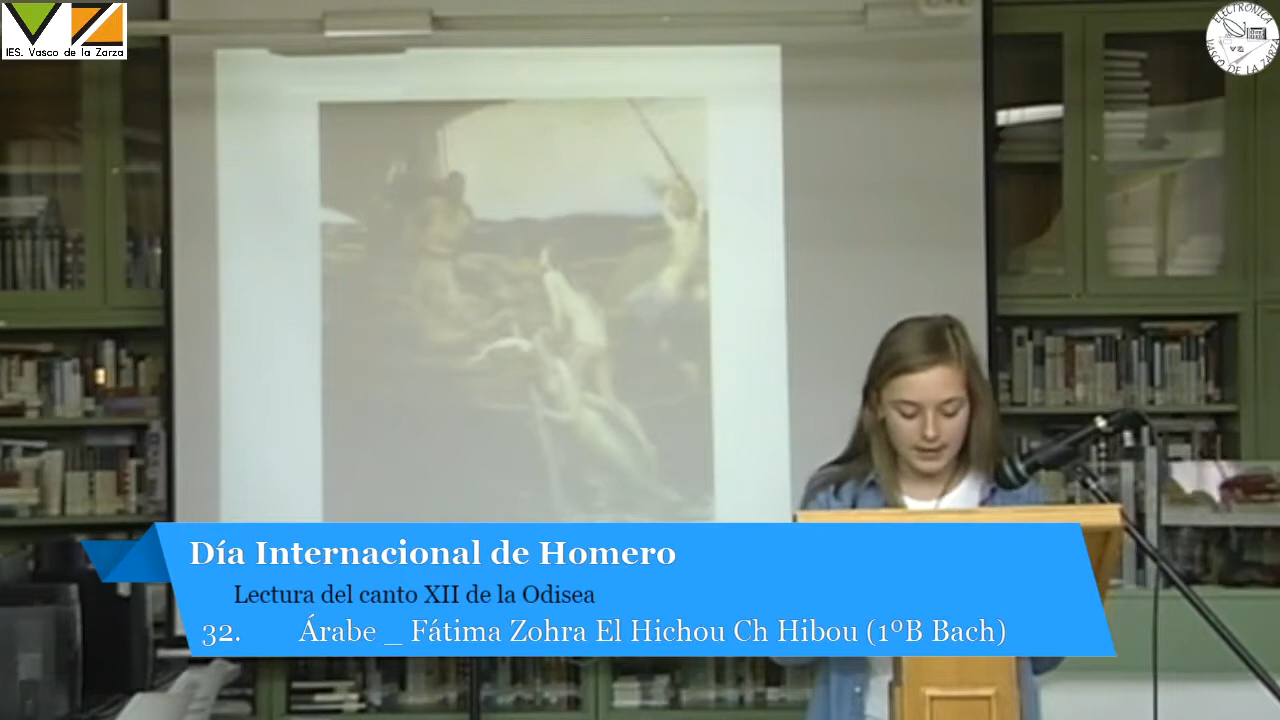 IES. Vasco de la Zarza
ELECTRÓNICA
VASCO DE LA ZARZA
Día Internacional de Homero
Lectura del canto XII de la Odisea
32. Árabe _ Fátima Zohra El Hichou Ch Hibou (1ºB Bach)